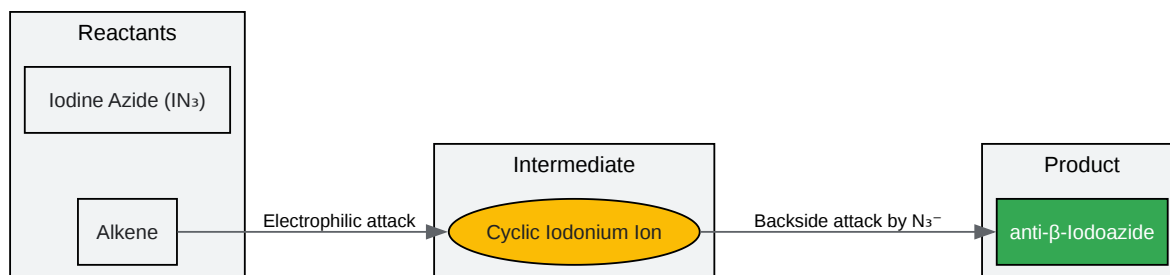 Reactants
Iodine Azide (IN₃)
Alkene
Electrophilic attack
Intermediate
Cyclic Iodonium Ion
Backside attack by N₃⁻
Product
anti-β-Iodoazide